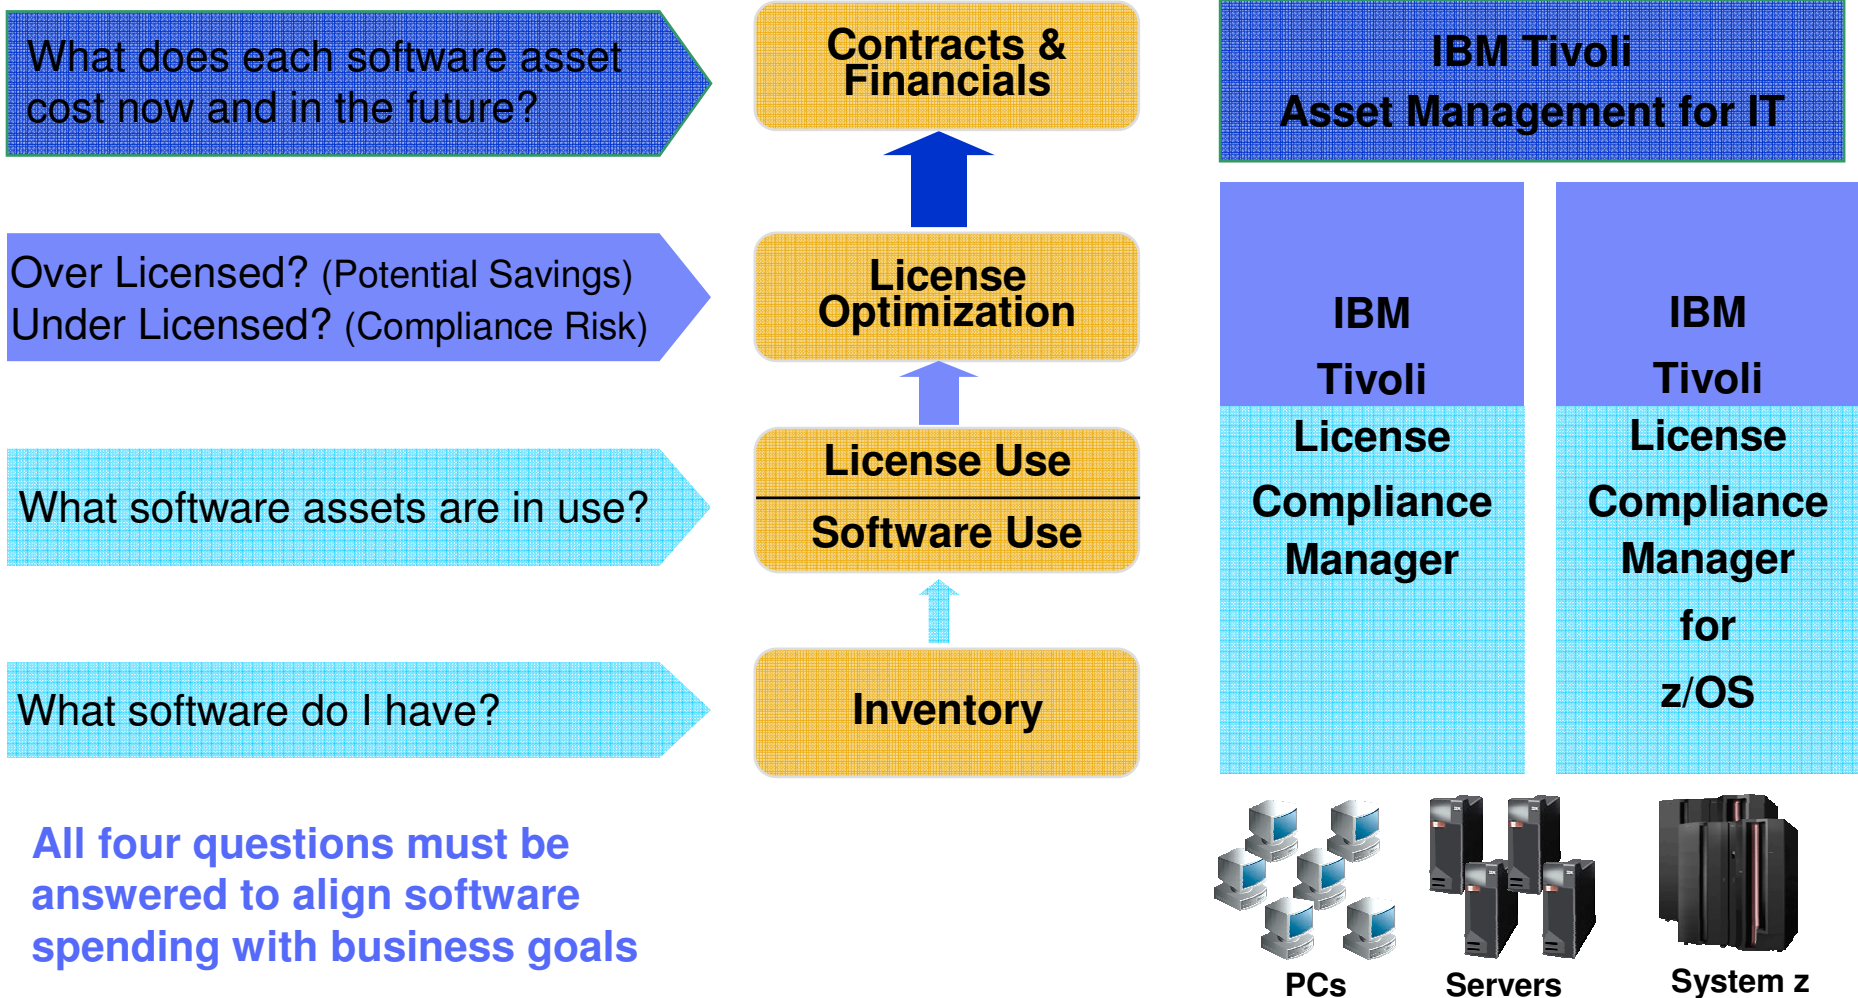 What does each software asset
cost now and in the future?
Contracts &
Financials
IBM Tivoli
Asset Management for IT
Over Licensed? (Potential Savings)
Under Licensed? (Compliance Risk)
License
Optimization
What software assets are in use?
License Use
Software Use
What software do I have?
Inventory
IBM
Tivoli
License
Compliance
Manager
IBM
Tivoli
License
Compliance
Manager
for
z/OS
All four questions must be
answered to align software
spending with business goals
PCs
Servers
System z